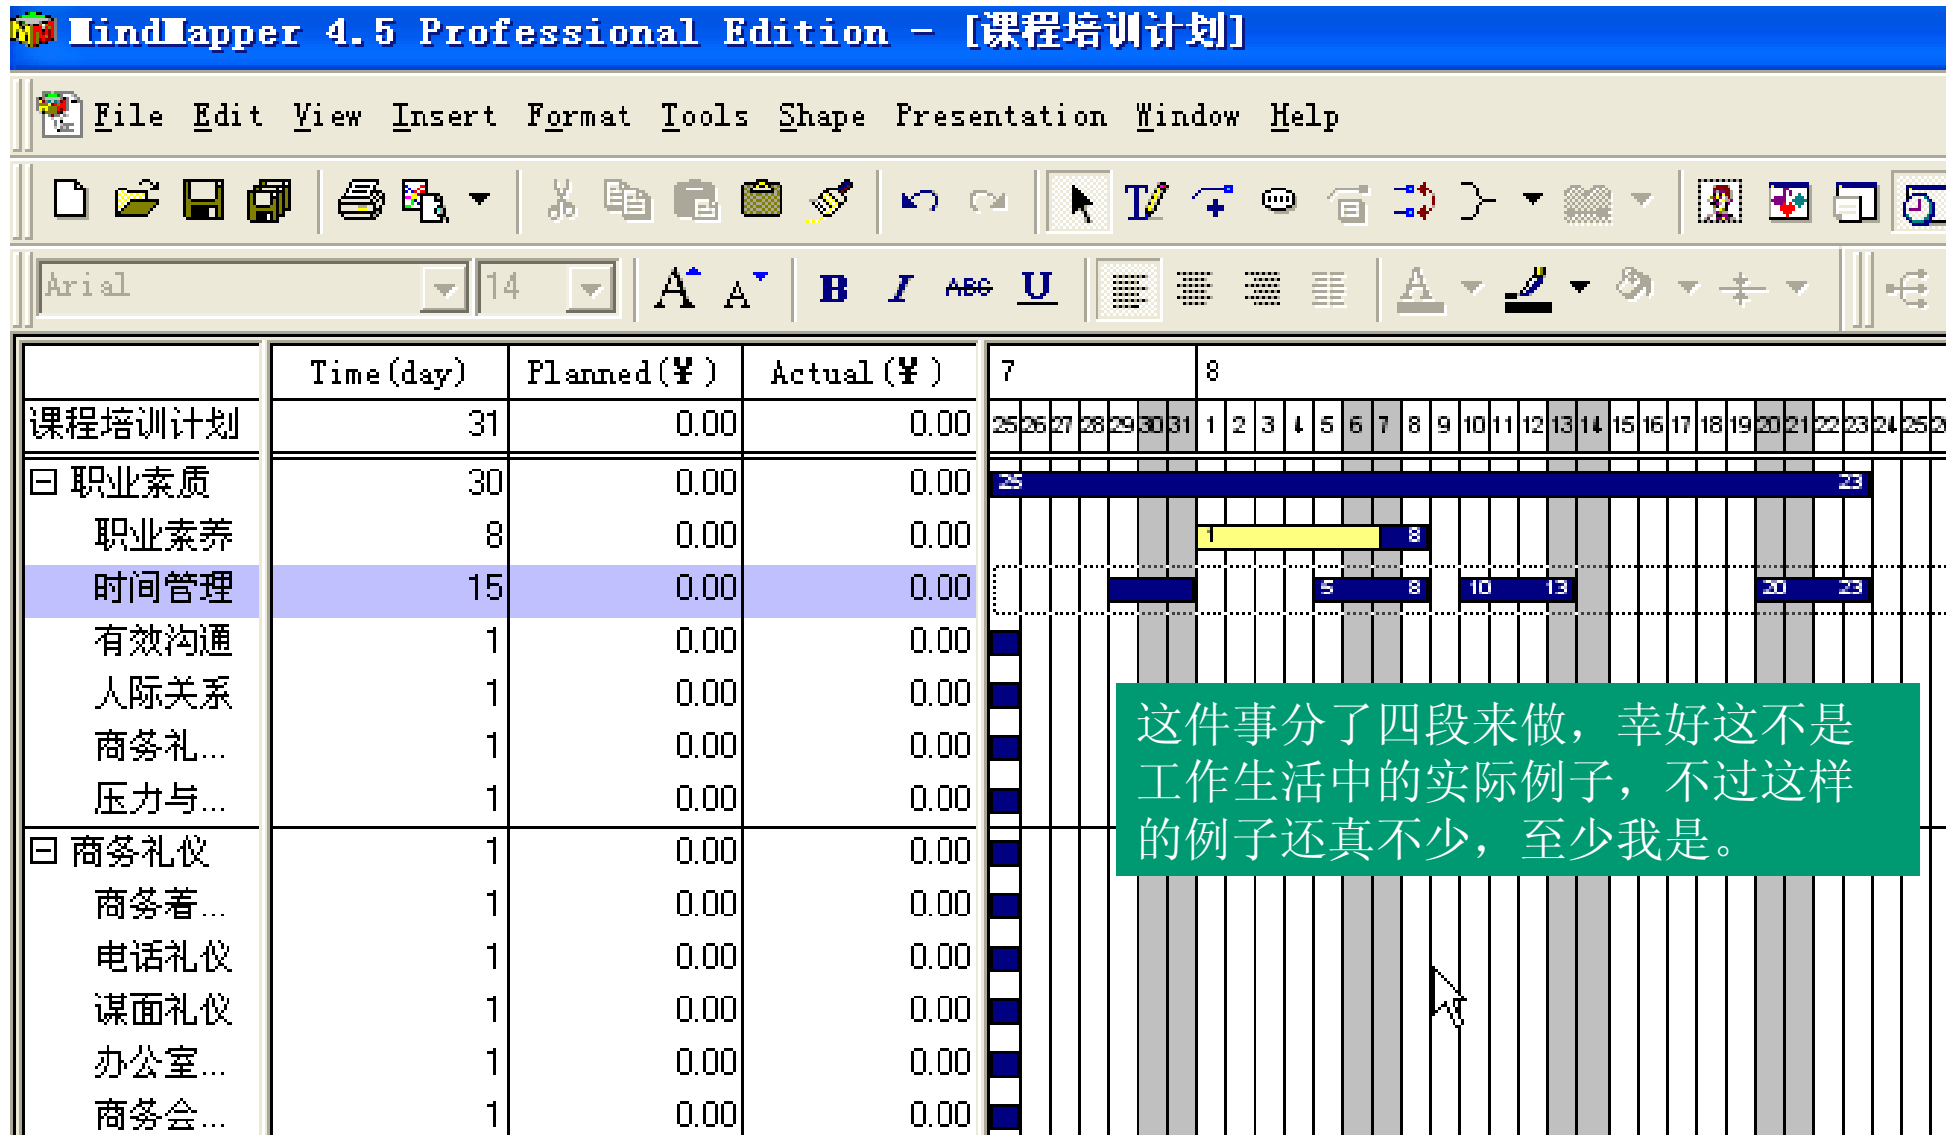 MindMapper 4.5 Professional Edition - [课程培训计划]
File Edit View Insert Format Tools Shape Presentation Window Help
Arial 14 A A B I ABC U A
Time(day) Planned(¥) Actual(¥) 7 8
课程培训计划 31 0.00 0.00 25 26 27 28 29 30 31 1 2 3 4 5 6 7 8 9 10 11 12 13 14 15 16 17 18 19 20 21 22 23 24 25
职业素质 30 0.00 0.00 25 23
职业素养 8 0.00 0.00 1 8
时间管理 15 0.00 0.00 5 8 10 13 20 23
有效沟通 1 0.00 0.00
人际关系 1 0.00 0.00
商务礼... 1 0.00 0.00
压力与... 1 0.00 0.00
这件事分了四段来做，幸好这不是
工作生活中的实际例子，不过这样
的例子还真不少，至少我是。
商务礼仪 1 0.00 0.00
商务着... 1 0.00 0.00
电话礼仪 1 0.00 0.00
谋面礼仪 1 0.00 0.00
办公室... 1 0.00 0.00
商务会... 1 0.00 0.00